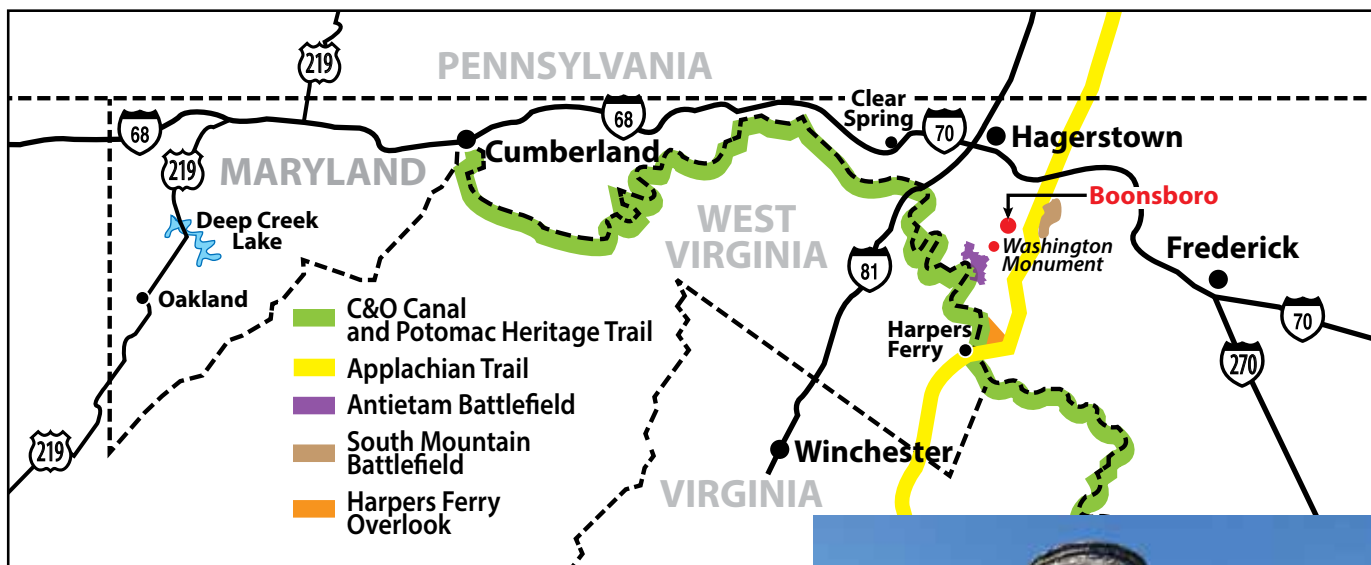 219
PENNSYLVANIA
68
68
Clear
Spring
70
Hagerstown
Cumberland
219
MARYLAND
Boonsboro
WEST
VIRGINIA
Deep Creek
Lake
Washington
Monument
Frederick
81
Oakland
C&O Canal
and Potomac Heritage Trail
70
Harpers
Ferry
Applachian Trail
270
Antietam Battlefield
South Mountain
Battlefield
219
Winchester
VIRGINIA
Harpers Ferry
Overlook